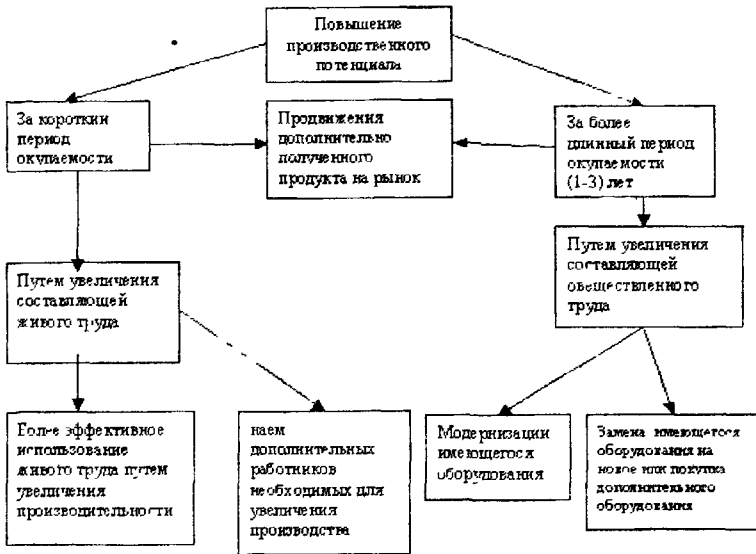 Повышение
производственного
потенциала
За короткии
период
окупаемости
Продвижения
дополнительно
полученного
продукта на рынок
За более
длинный период
окупаемости
(1-3) лет
Путем увеличения
составляющей
живого труда
Путем увеличения
составляющей
овеществленного
труда
Более эффективное
использование
живого труда путем
увеличения
производительности
наем
дополнительных
работников
необходимых для
увеличения
производства
Модернизации
имеющегося
оборудования
Замена имеющегося
оборудования на
новое или покупка
дополнительного
оборудования